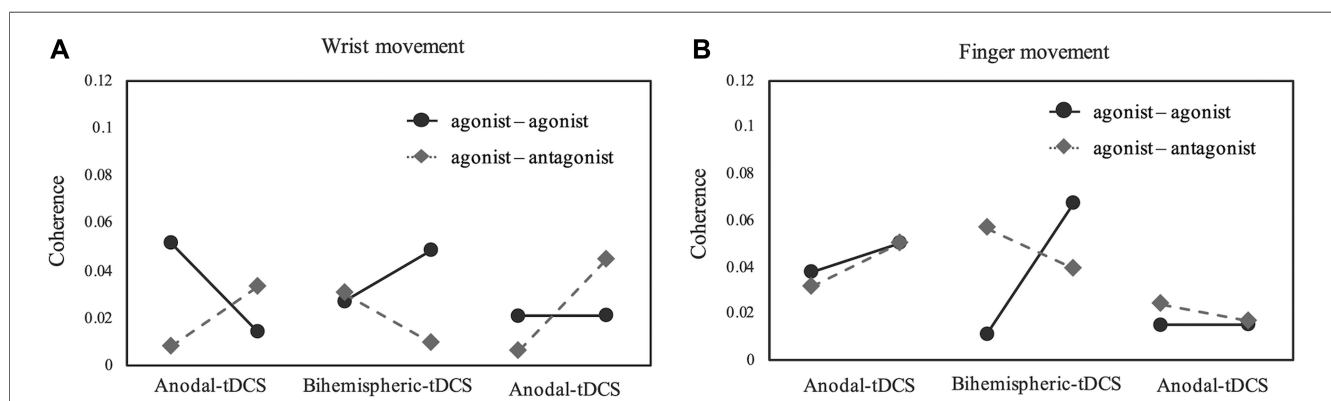 A
Wrist movement
0.12
0.1
0.08
0.06
0.04
0.02
0
Coherence
agonist – agonist
agonist – antagonist
Anodal-tDCS
Bihemispheric-tDCS
Anodal-tDCS
B
Finger movement
0.12
0.1
0.08
0.06
0.04
0.02
0
Coherence
agonist – agonist
agonist – antagonist
Anodal-tDCS
Bihemispheric-tDCS
Anodal-tDCS